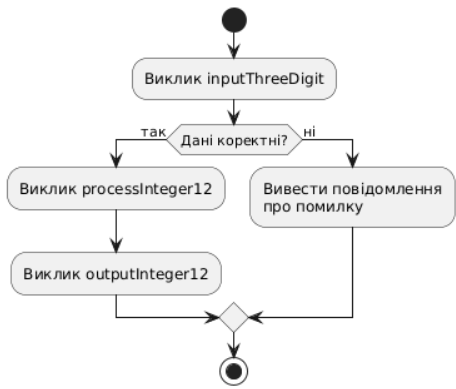 Виклик inputThreeDigit
Дані коректні?
так
ні
Виклик processInteger12
Вивести повідомлення
про помилку
Виклик outputInteger12